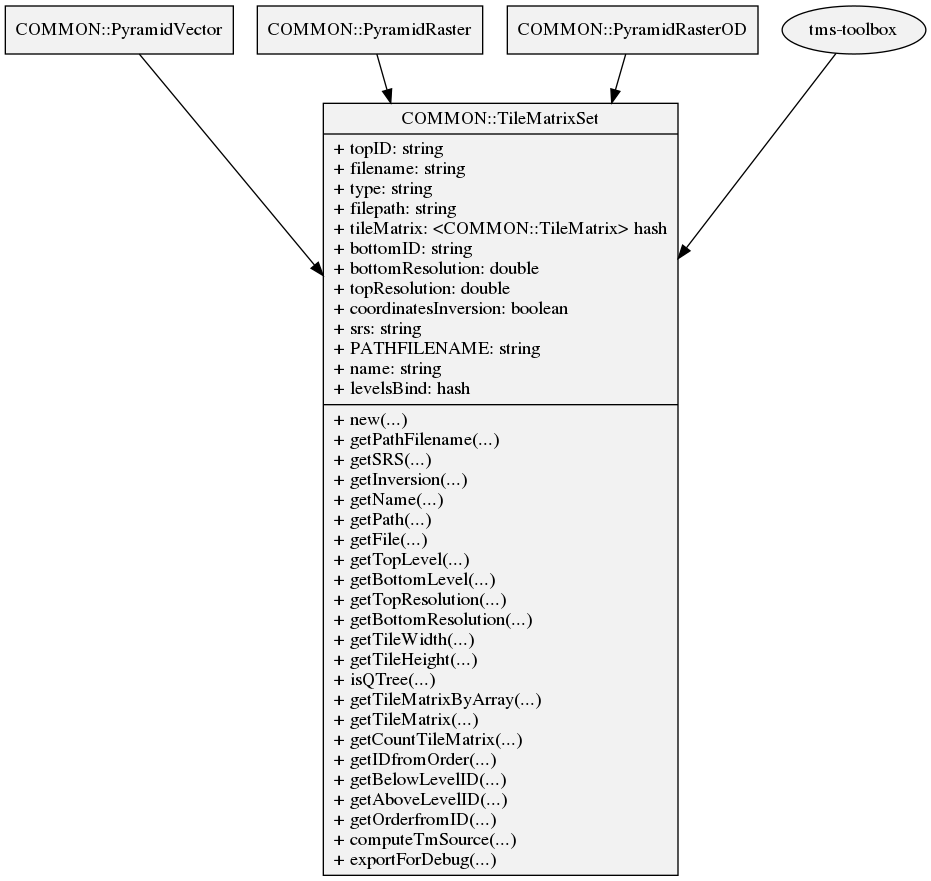 COMMON::PyramidVector
COMMON::PyramidRaster
COMMON::PyramidRasterOD
tms-toolbox
COMMON::TileMatrixSet
+ topID: string
+ filename: string
+ type: string
+ filepath: string
+ tileMatrix: <COMMON::TileMatrix> hash
+ bottomID: string
+ bottomResolution: double
+ topResolution: double
+ coordinatesInversion: boolean
+ srs: string
+ PATHFILENAME: string
+ name: string
+ levelsBind: hash
+ new(...)
+ getPathFilename(...)
+ getSRS(...)
+ getInversion(...)
+ getName(...)
+ getPath(...)
+ getFile(...)
+ getTopLevel(...)
+ getBottomLevel(...)
+ getTopResolution(...)
+ getBottomResolution(...)
+ getTileWidth(...)
+ getTileHeight(...)
+ isQTree(...)
+ getTileMatrixByArray(...)
+ getTileMatrix(...)
+ getCountTileMatrix(...)
+ getIDfromOrder(...)
+ getBelowLevelID(...)
+ getAboveLevelID(...)
+ getOrderfromID(...)
+ computeTmSource(...)
+ exportForDebug(...)